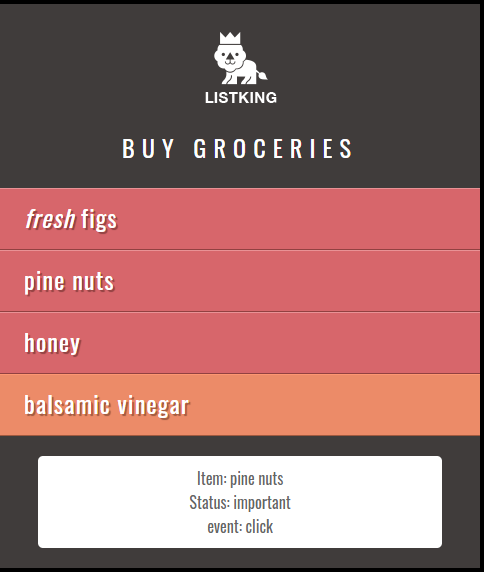 LISTKING
BUY GROCERIES
fresh figs
pine nuts
honey
balsamic vinegar
Item: pine nuts
Status: important
event: click